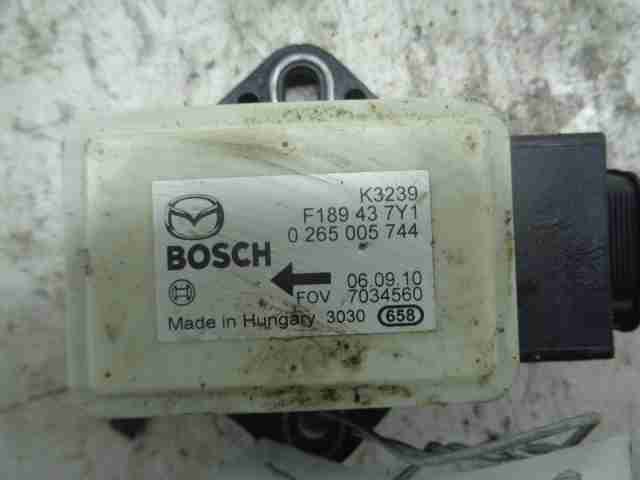 K3239
F189 43 7Y1
0 265 005 744
BOSCH
06.09.10
FOV 7034560
Made in Hungary 3030 658